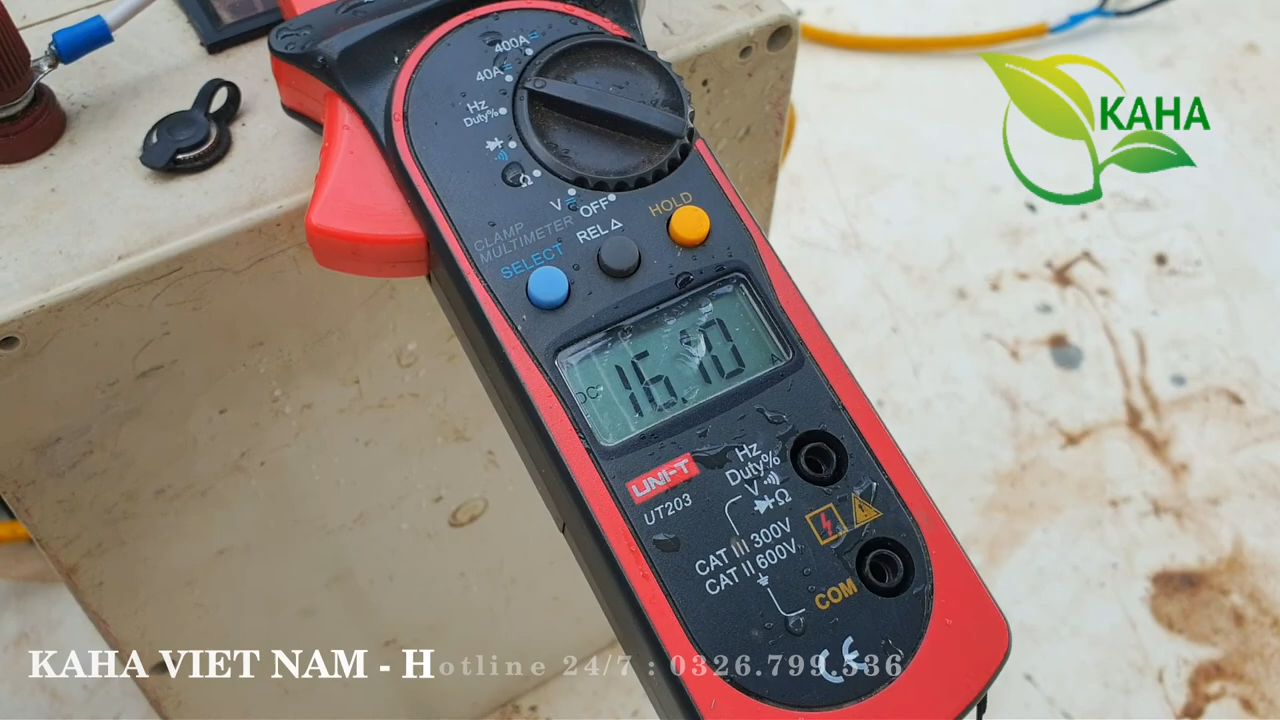 400A
40A
Hz
Duty%
Ω
V
OFF
CLAMP
MULTIMETER
SELECT
REL △
HOLD
KAHA
DC
16.10
A
UNI-T
UT203
Hz
Duty%
V
Ω
CAT III 300V
CAT II 600V
COM
CE
KAHA VIET NAM - Hotline 24/7 : 0326.799.536